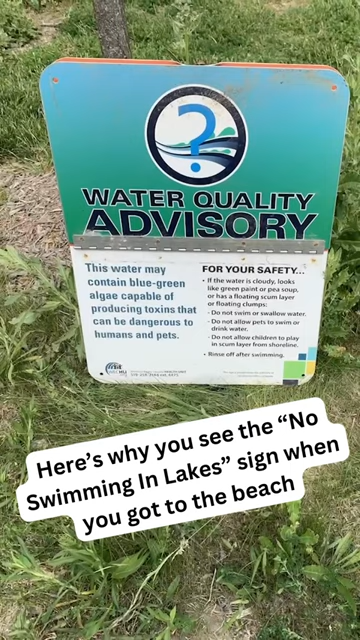 ?
WATER QUALITY
ADVISORY
This water may
contain blue-green
algae capable of
producing toxins that
can be dangerous to
humans and pets.
FOR YOUR SAFETY...
• If the water is cloudy, looks
like green paint or pea soup,
or has a floating scum layer
or floating clumps:
- Do not swim or swallow water.
- Do not allow pets to swim or
drink water.
- Do not allow children to play
in scum layer from shoreline.
• Rinse off after swimming.
Here’s why you see the “No
Swimming In Lakes” sign when
you got to the beach